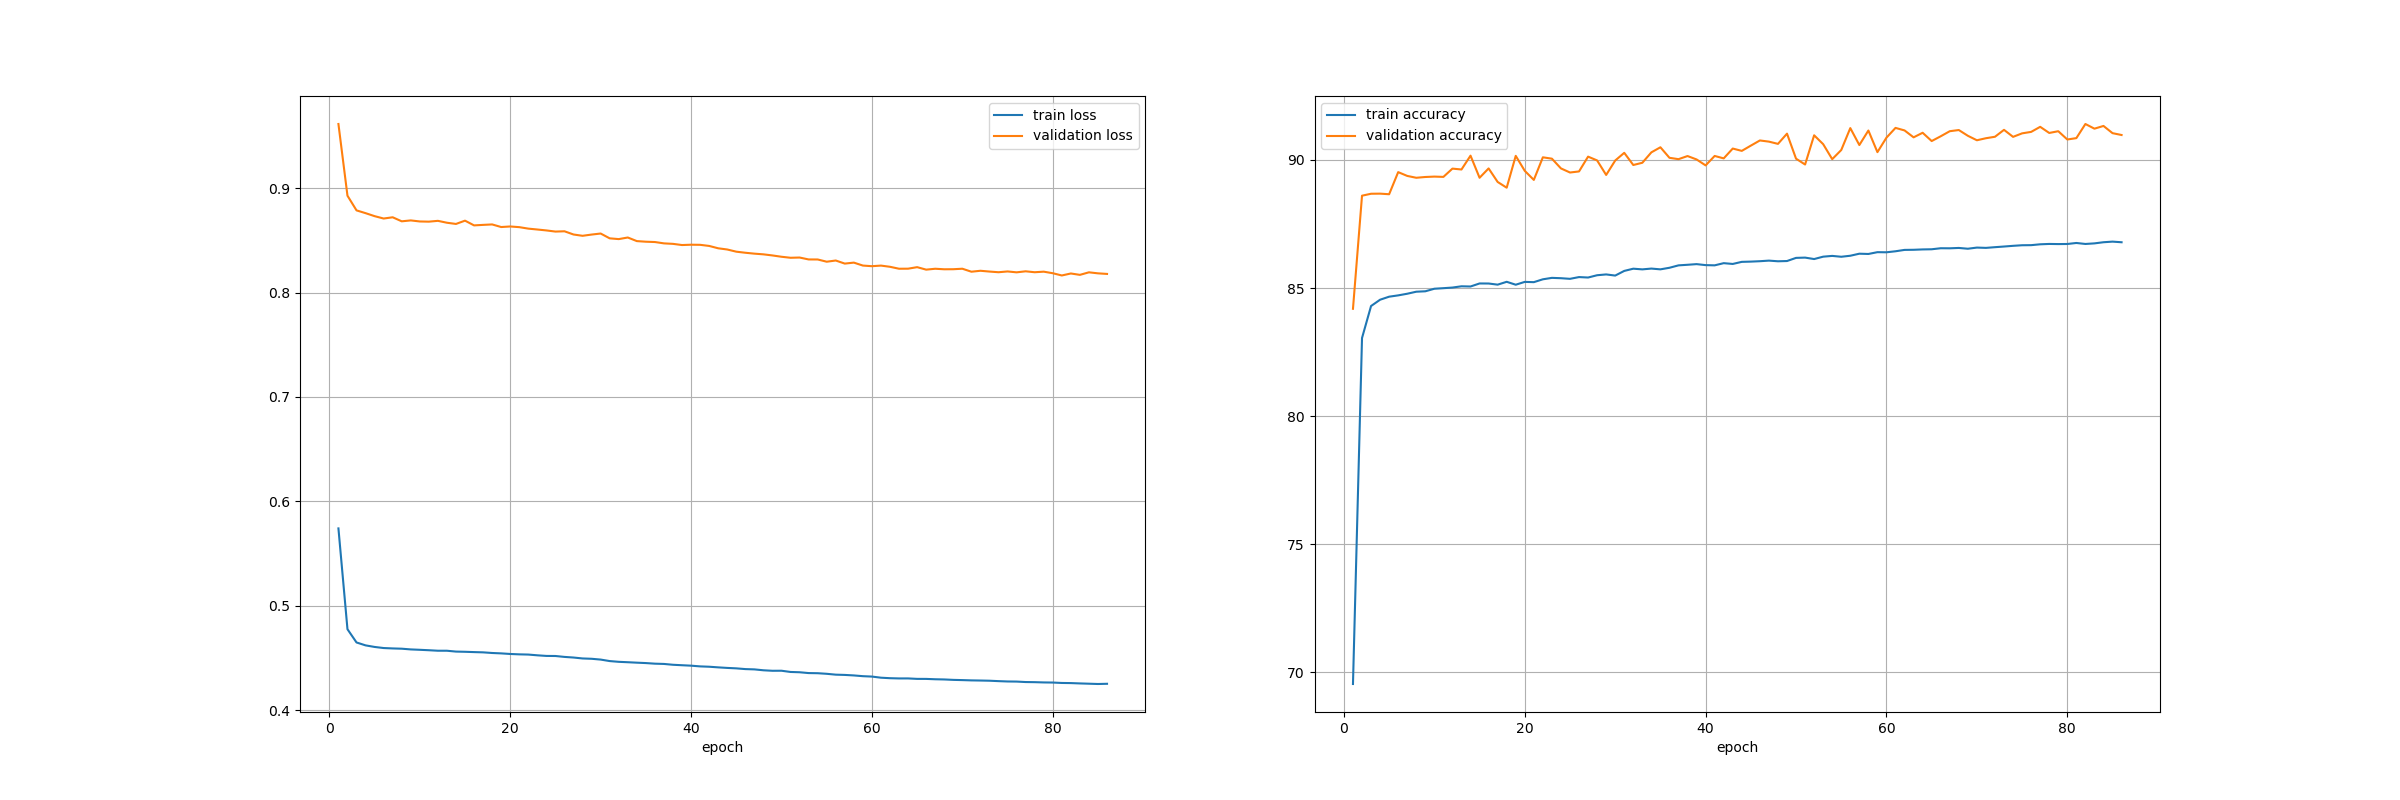 train loss
validation loss
0.9
0.8
0.7
0.6
0.5
0.4
0 20 40 60 80
epoch
train accuracy
validation accuracy
90
85
80
75
70
0 20 40 60 80
epoch